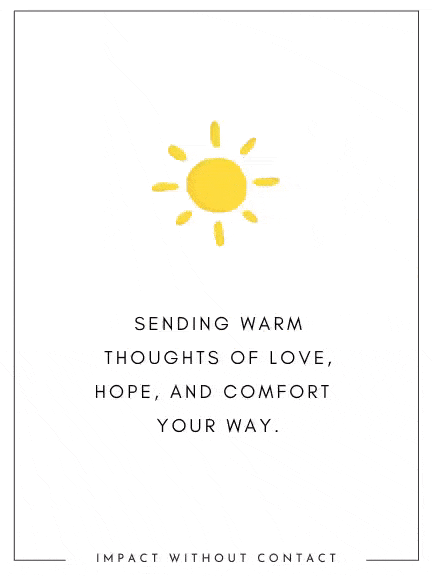 SENDING WARM
THOUGHTS OF LOVE,
HOPE, AND COMFORT
YOUR WAY.
IMPACT WITHOUT CONTACT